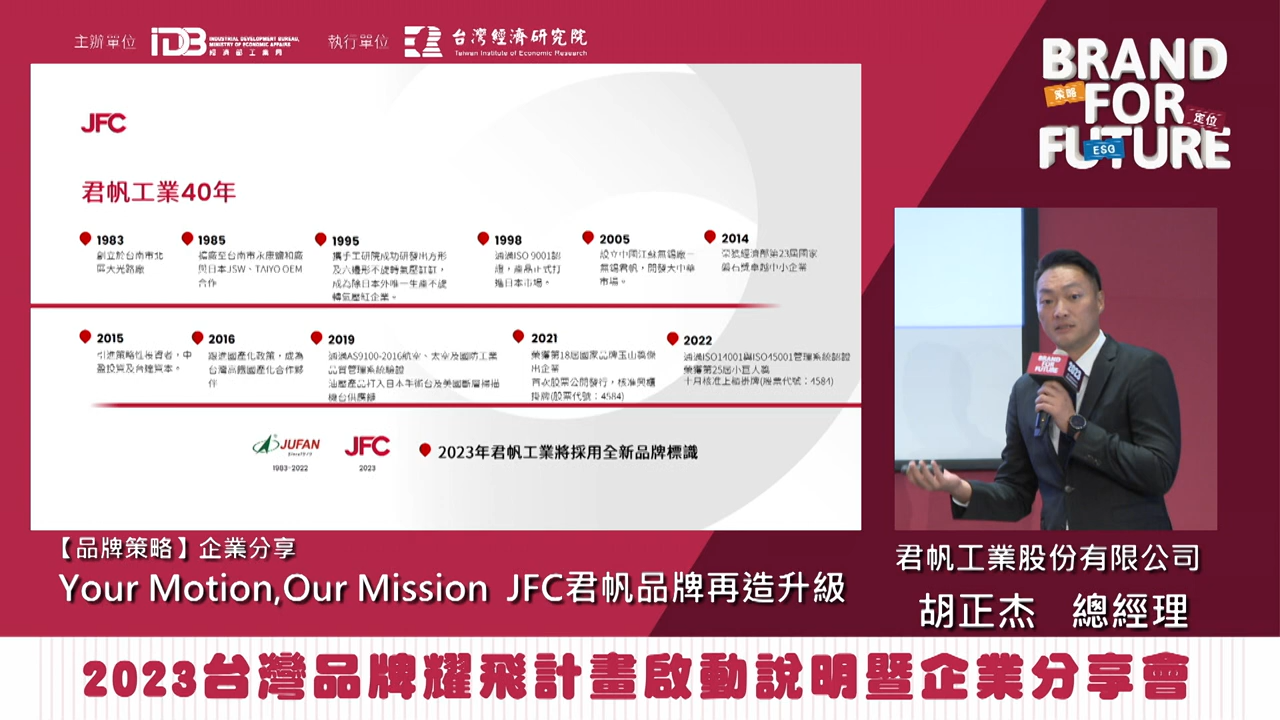 主辦單位
iDB
INDUSTRIAL DEVELOPMENT BUREAU,
MINISTRY OF ECONOMIC AFFAIRS
經濟部工業局
執行單位
台灣經濟研究院
Taiwan Institute of Economic Research
BRAND
策略
FOR
定位
FUTURE
ESG
JFC
君帆工業40年
1983
創立於台南市北
區大光路廠
1985
擴廠至台南市永康鹽和廠
與日本JSW、TAIYO OEM
合作
1995
攜手工研院成功研發出方形
及六邊形不旋轉氣壓缸缸，
成為除日本外唯一生產不旋
轉氣壓缸企業。
1998
通過ISO 9001認
證，產品正式打
進日本市場。
2005
設立中國江蘇無錫廠－
無錫君帆，開發大中華
市場。
2014
榮獲經濟部第23屆國家
磐石獎卓越中小企業
2015
引進策略性投資者，中
盈投資及台達資本。
2016
跟進國產化政策，成為
台灣高鐵國產化合作夥
伴
2019
通過AS9100-2016航空、太空及國防工業
品質管理系統驗證
油壓產品打入日本手術台及美國斷層掃描
機台供應鏈
2021
榮獲第18屆國家品牌玉山獎傑
出企業
首次股票公開發行，核准興櫃
掛牌(股票代號：4584)
2022
通過ISO14001與ISO45001管理系統認證
榮獲第25屆小巨人獎
十月核准上櫃掛牌(股票代號：4584)
JUFAN
1983-2022
JFC
2023
2023年君帆工業將採用全新品牌標識
BRAND
FOR
FUTURE
2023
【品牌策略】企業分享
Your Motion,Our Mission JFC君帆品牌再造升級
君帆工業股份有限公司
胡正杰 總經理
2023台灣品牌耀飛計畫啟動說明暨企業分享會